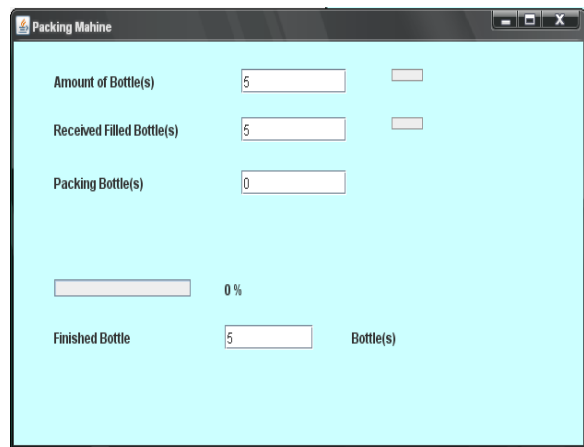 Packing Mahine
Amount of Bottle(s) 5
Received Filled Bottle(s) 5
Packing Bottle(s) 0
0 %
Finished Bottle 5 Bottle(s)